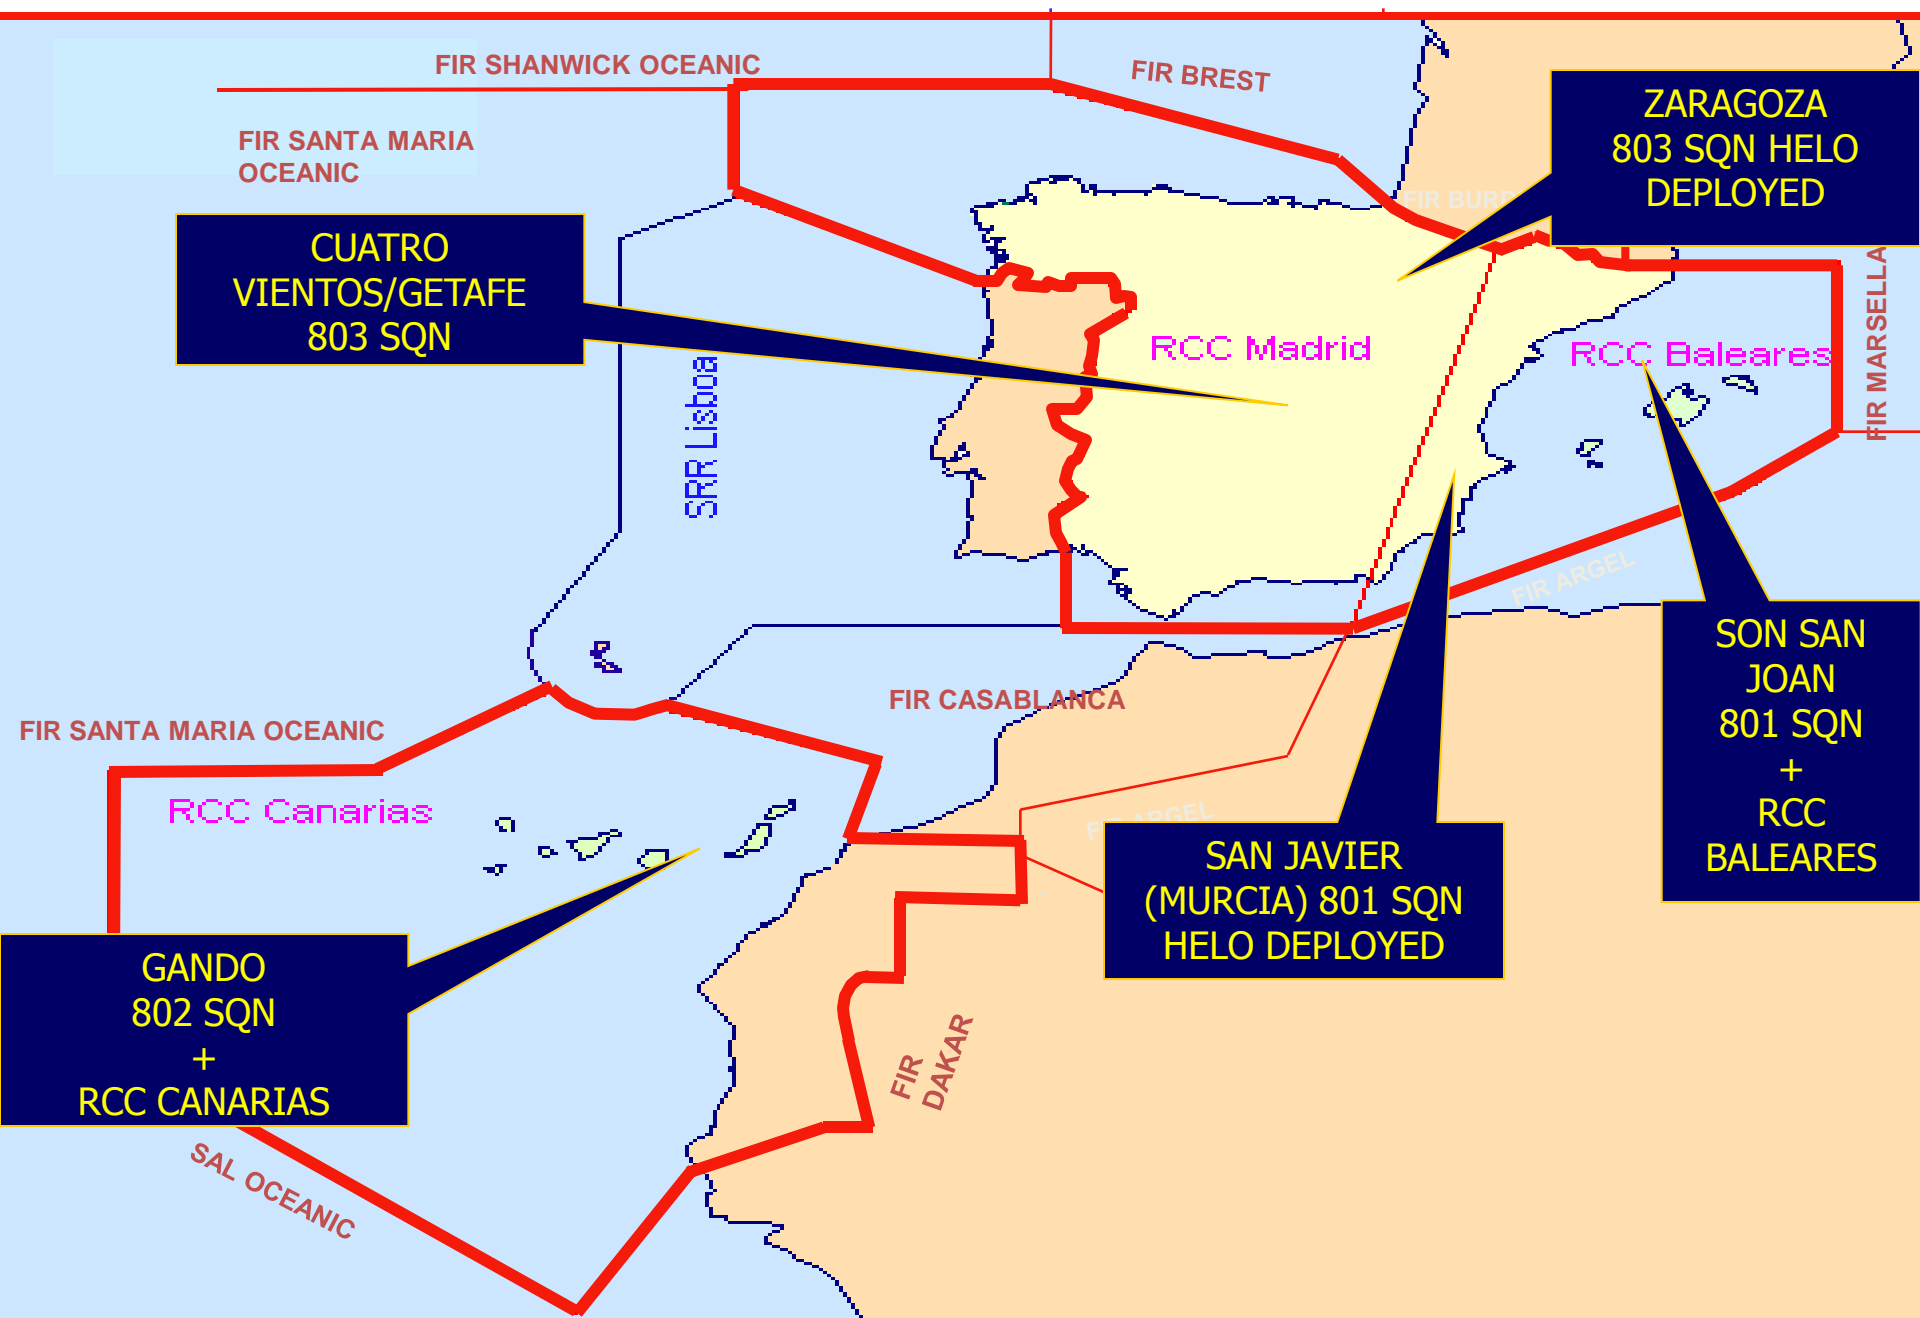 FIR SHANWICK OCEANIC
FIR BREST
FIR SANTA MARIA
OCEANIC
ZARAGOZA
803 SQN HELO
DEPLOYED
CUATRO
VIENTOS/GETAFE
803 SQN
FIR MARSELLA
RCC Madrid
RCC Baleares
SRR Lisboa
FIR ARGEL
SON SAN
JOAN
801 SQN
+
RCC
BALEARES
FIR CASABLANCA
FIR SANTA MARIA OCEANIC
RCC Canarias
FIR ARGEL
SAN JAVIER
(MURCIA) 801 SQN
HELO DEPLOYED
GANDO
802 SQN
+
RCC CANARIAS
FIR
DAKAR
SAL OCEANIC